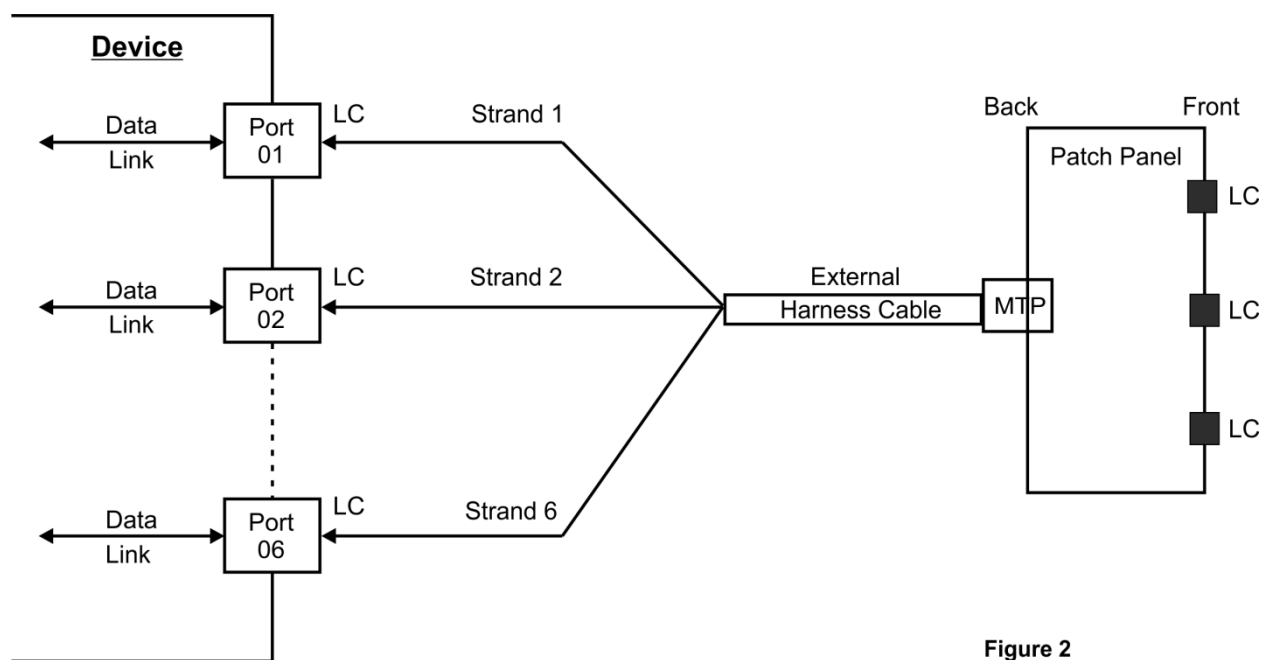 Device
Data
Link
Port
01
LC
Strand 1
Back
Front
Patch Panel
LC
Data
Link
Port
02
LC
Strand 2
External
Harness Cable
MTP
LC
LC
Data
Link
Port
06
LC
Strand 6
Figure 2